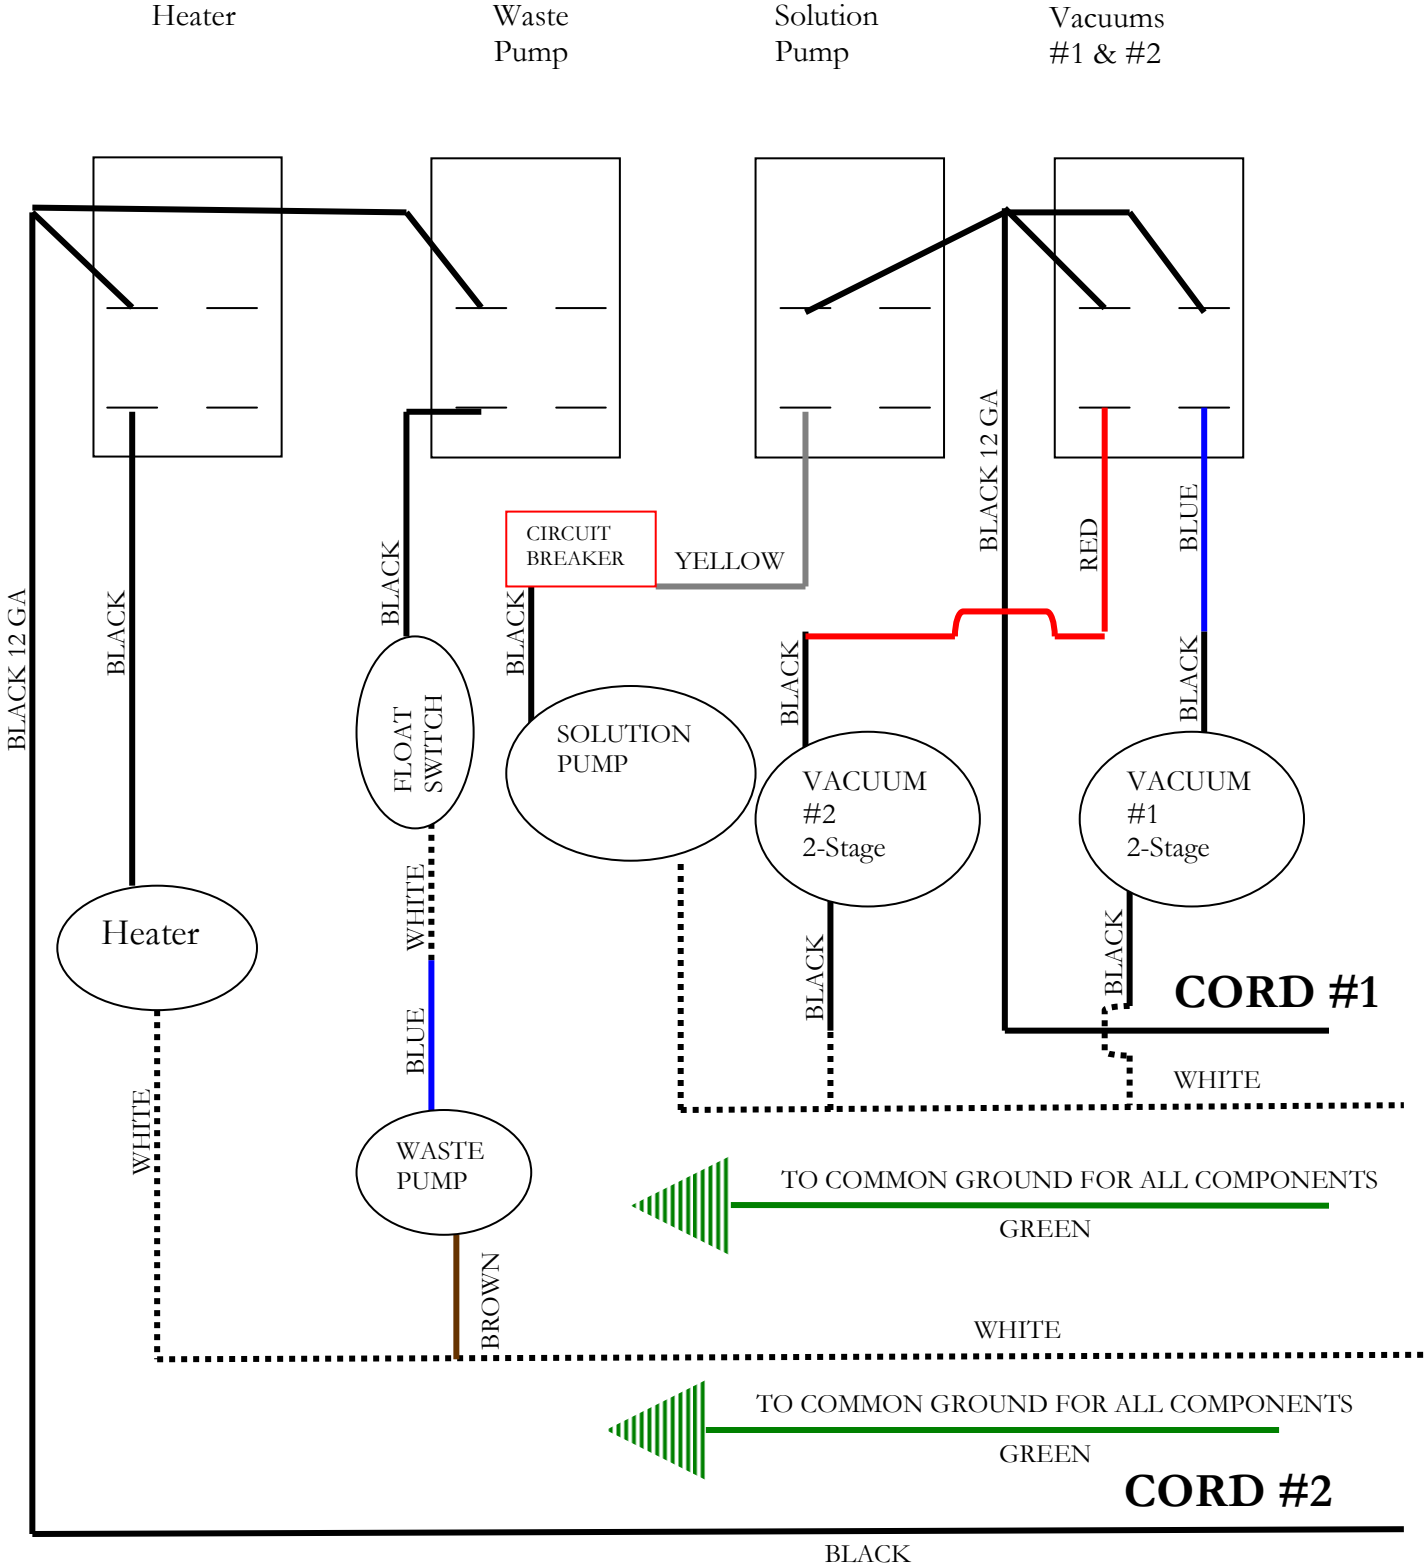 Heater
Waste
Pump
Solution
Pump
Vacuums
#1 & #2
BLACK 12 GA
BLACK
BLACK
CIRCUIT
BREAKER
YELLOW
BLACK
BLACK 12 GA
RED
BLUE
BLACK
BLACK
FLOAT
SWITCH
SOLUTION
PUMP
VACUUM
#2
2-Stage
VACUUM
#1
2-Stage
WHITE
Heater
BLACK
BLACK
CORD #1
BLUE
WHITE
WHITE
WASTE
PUMP
TO COMMON GROUND FOR ALL COMPONENTS
GREEN
BROWN
WHITE
TO COMMON GROUND FOR ALL COMPONENTS
GREEN
CORD #2
BLACK